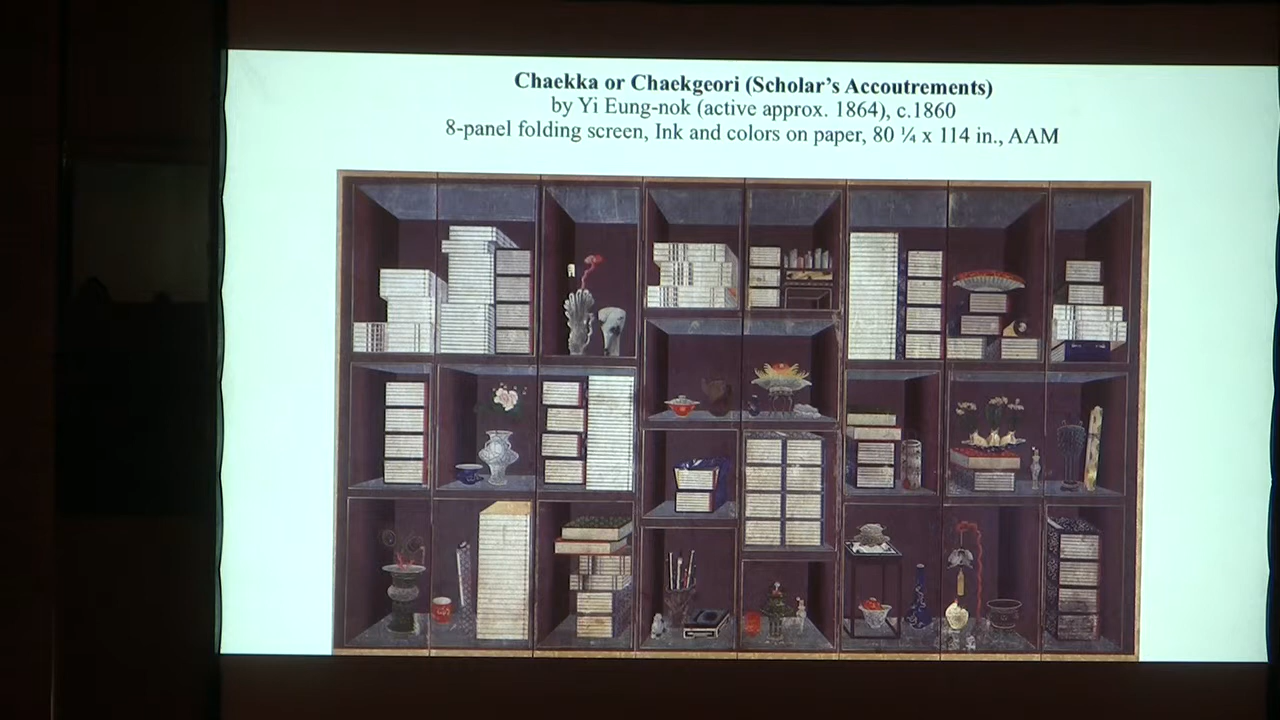 Chaekka or Chaekgeori (Scholar’s Accoutrements)
by Yi Eung-nok (active approx. 1864), c.1860
8-panel folding screen, Ink and colors on paper, 80 ¼ x 114 in., AAM